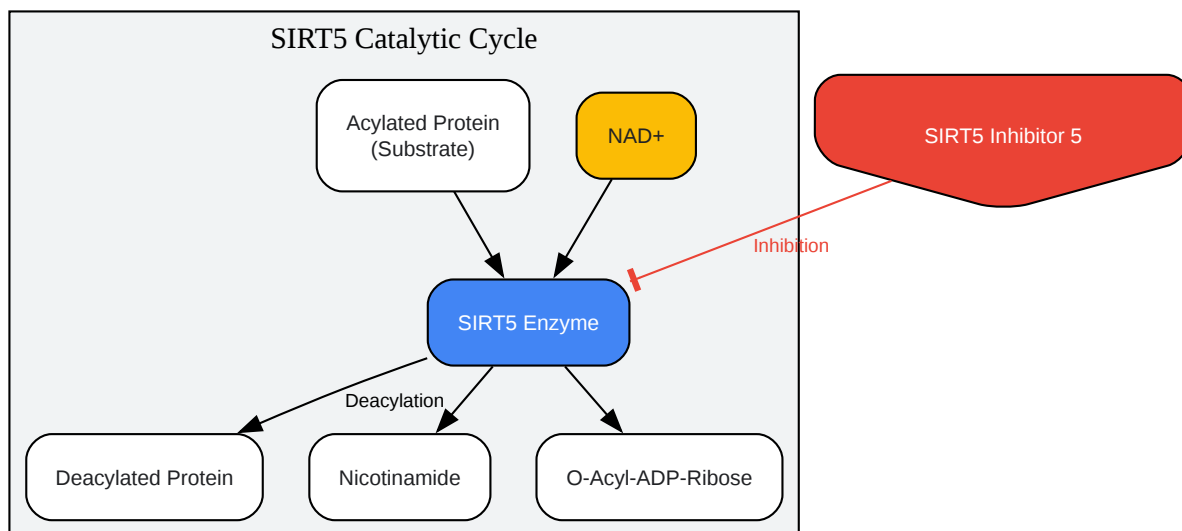 SIRT5 Catalytic Cycle
Acylated Protein
(Substrate)
NAD+
SIRT5 Inhibitor 5
Inhibition
SIRT5 Enzyme
Deacylation
Deacylated Protein
Nicotinamide
O-Acyl-ADP-Ribose